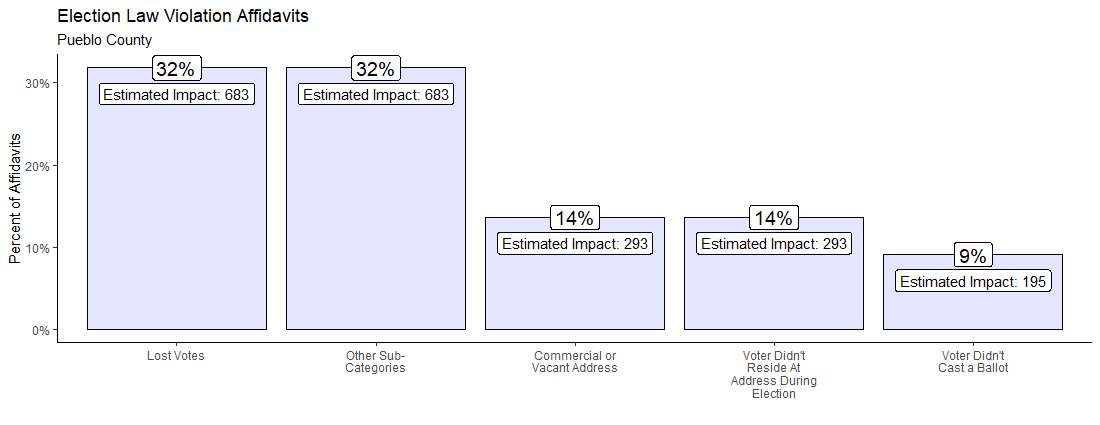 Election Law Violation Affidavits
Pueblo County
Percent of Affidavits
30%
20%
10%
0%
32%
Estimated Impact: 683
32%
Estimated Impact: 683
14%
Estimated Impact: 293
14%
Estimated Impact: 293
9%
Estimated Impact: 195
Lost Votes
Other Sub-
Categories
Commercial or
Vacant Address
Voter Didn't
Reside At
Address During
Election
Voter Didn't
Cast a Ballot